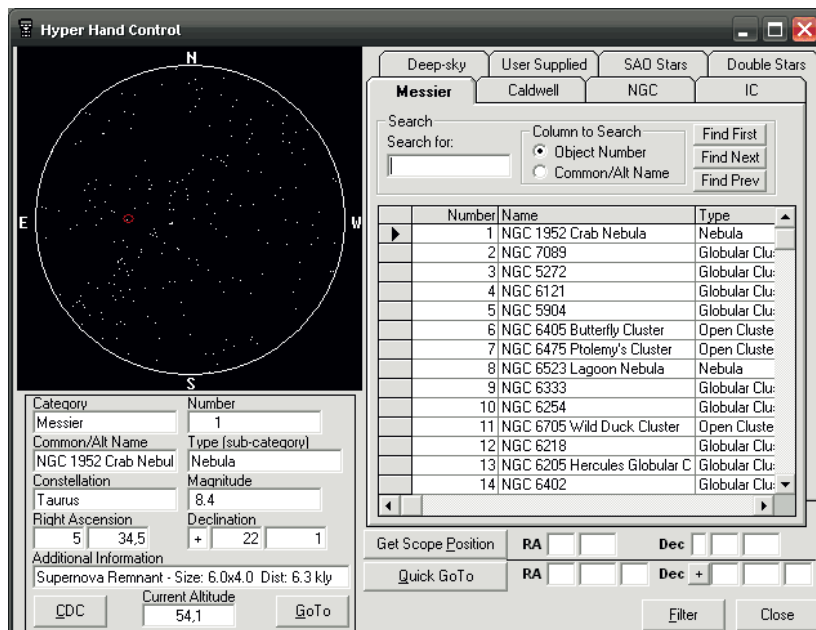 Hyper Hand Control
N
E
W
S
Deep-sky User Supplied SAO Stars Double Stars
Messier Caldwell NGC IC
Search
Search for:
Column to Search
Object Number
Common/Alt Name
Find First
Find Next
Find Prev
Number Name Type
1 NGC 1952 Crab Nebula Nebula
2 NGC 7089 Globular Clu
3 NGC 5272 Globular Clu
4 NGC 6121 Globular Clu
5 NGC 5904 Globular Clu
6 NGC 6405 Butterfly Cluster Open Cluste
7 NGC 6475 Ptolemy's Cluster Open Cluste
8 NGC 6523 Lagoon Nebula Nebula
9 NGC 6333 Globular Clu
10 NGC 6254 Globular Clu
11 NGC 6705 Wild Duck Cluster Open Cluste
12 NGC 6218 Globular Clu
13 NGC 6205 Hercules Globular C Globular Clu
14 NGC 6402 Globular Clu
Category Number
Messier 1
Common/Alt Name Type (sub-category)
NGC 1952 Crab Nebul Nebula
Constellation Magnitude
Taurus 8.4
Right Ascension Declination
5 34,5 + 22 1
Additional Information
Supernova Remnant - Size: 6.0x4.0 Dist: 6.3 kly
Current Altitude
CDC 54,1 GoTo
Get Scope Position RA Dec
Quick GoTo RA Dec +
Filter Close